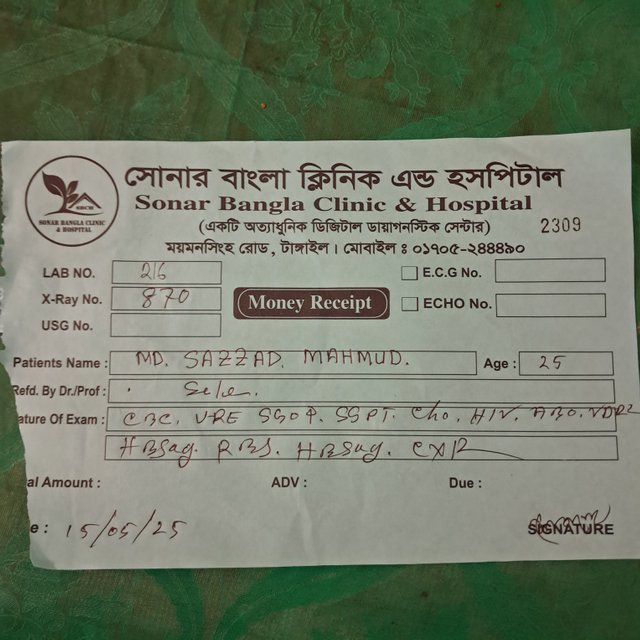 SBCH
SONAR BANGLA CLINIC
& HOSPITAL
সোনার বাংলা ক্লিনিক এন্ড হসপিটাল
Sonar Bangla Clinic & Hospital
(একটি অত্যাধুনিক ডিজিটাল ডায়াগনস্টিক সেন্টার) 2309
ময়মনসিংহ রোড, টাঙ্গাইল। মোবাইল : ০১৭০৫-২৪৪৪৯০
LAB NO. 216 E.C.G No.
X-Ray No. 870 Money Receipt ECHO No.
USG No.
Patients Name : MD. SAZZAD. MAHMUD. Age : 25
Refd. By Dr./Prof : Sele.
ature Of Exam : CBC. URE SGOT. SGPT. Cho. HIV. ABO. VDRL
HBsag. RBS. HBsag. CXR
al Amount : ADV : Due :
e : 15/05/25 SIGNATURE